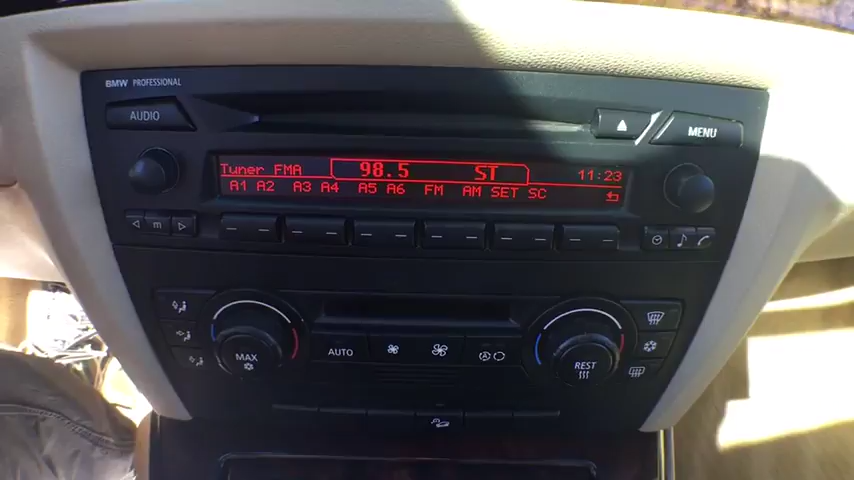 BMW PROFESSIONAL
AUDIO
MENU
Tuner FMA 98.5 ST 11:23
A1 A2 A3 A4 A5 A6 FM AM SET SC
m
MAX
AUTO
REST